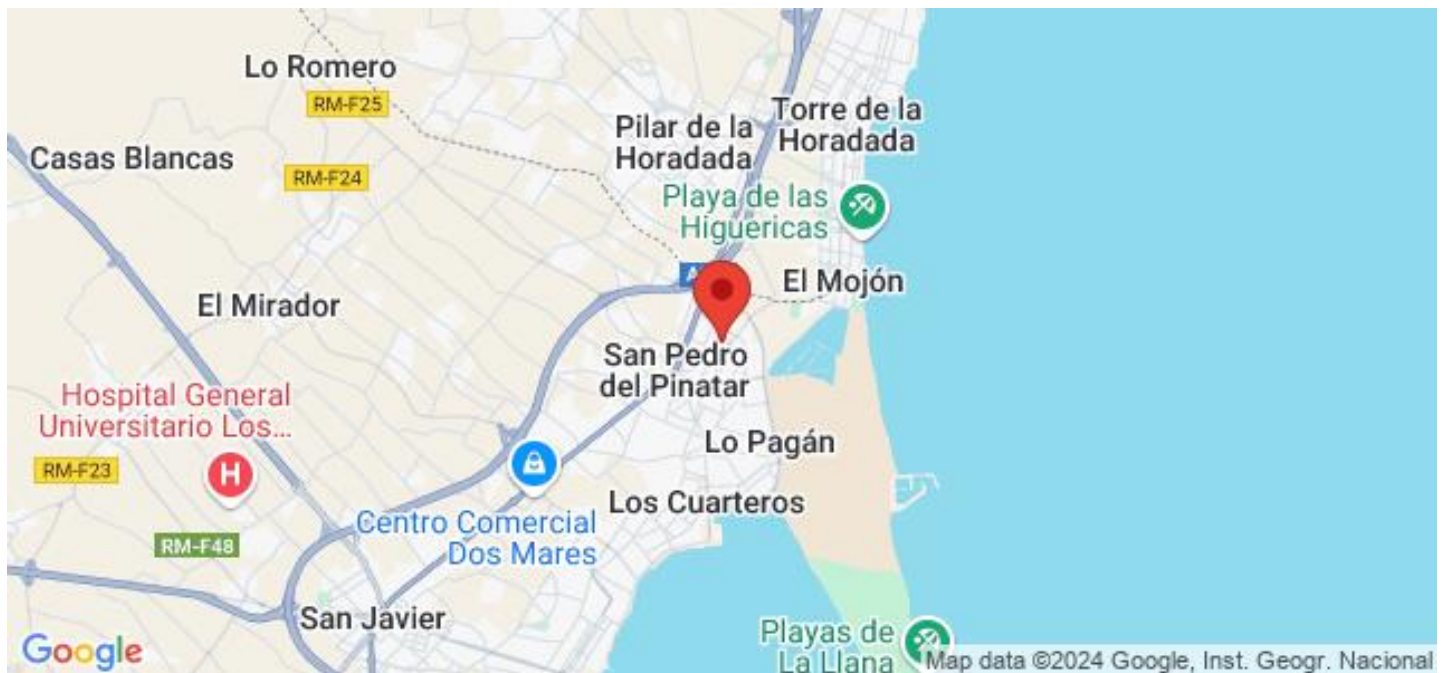 Lo Romero
RM-F25
Torre de la
Horadada
Pilar de la
Horadada
Casas Blancas
RM-F24
Playa de las
Higuericas
A
El Mojón
El Mirador
San Pedro
del Pinatar
Hospital General
Universitario Los...
Lo Pagán
RM-F23
H
Los Cuarteros
Centro Comercial
Dos Mares
RM-F48
San Javier
Playas de
La Llana
Google
Map data ©2024 Google, Inst. Geogr. Nacional